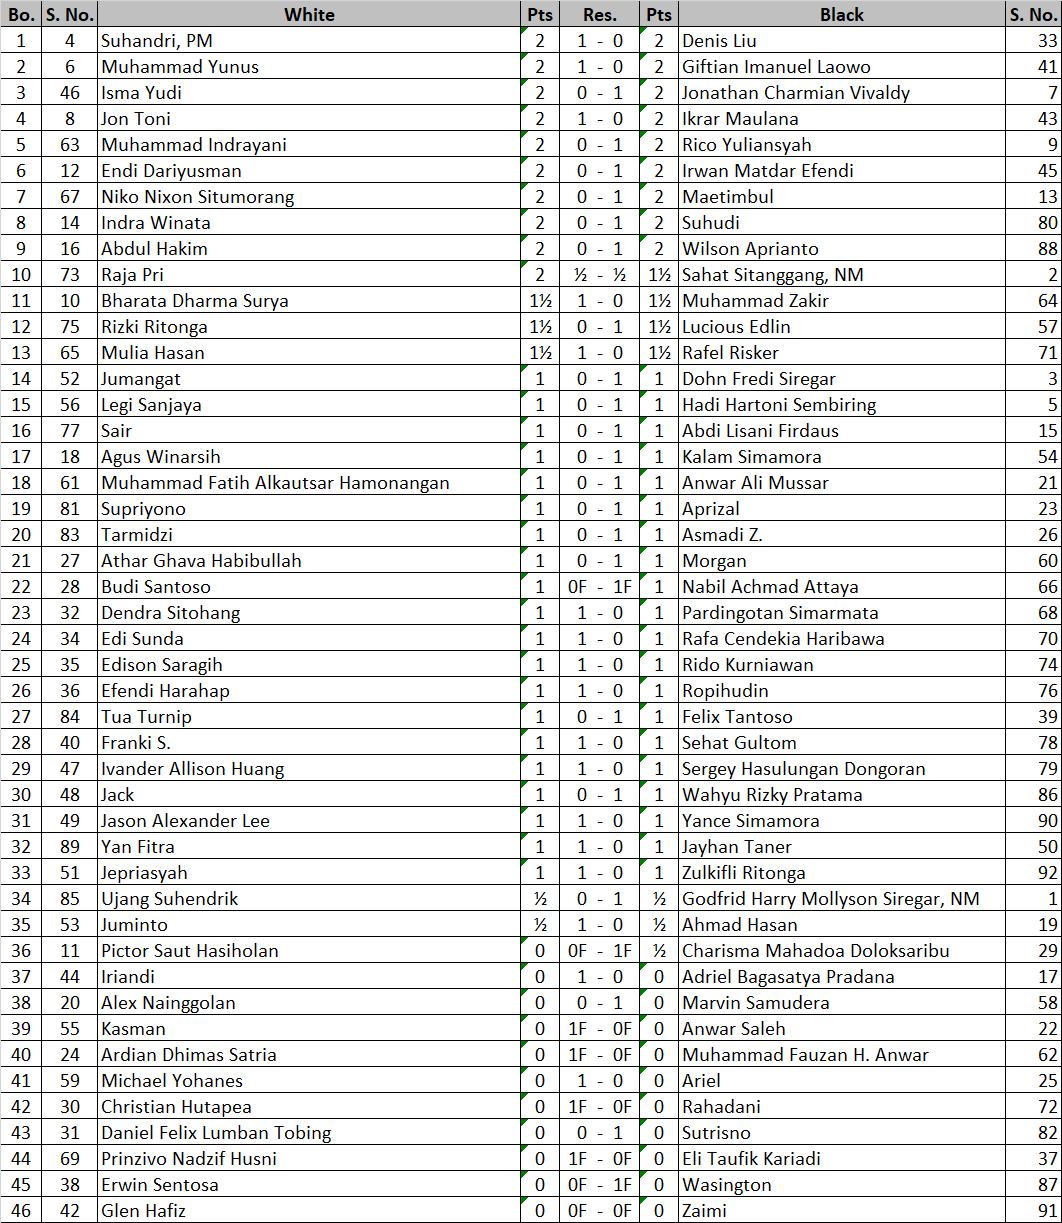 Bo. S. No. White Pts Res. Pts Black S. No.
1 4 Suhandri, PM 2 1 - 0 2 Denis Liu 33
2 6 Muhammad Yunus 2 1 - 0 2 Giftian Imanuel Laowo 41
3 46 Isma Yudi 2 0 - 1 2 Jonathan Charmian Vivaldy 7
4 8 Jon Toni 2 1 - 0 2 Ikrar Maulana 43
5 63 Muhammad Indrayani 2 0 - 1 2 Rico Yuliansyah 9
6 12 Endi Dariyusman 2 0 - 1 2 Irwan Matdar Efendi 45
7 67 Niko Nixon Situmorang 2 0 - 1 2 Maetimbul 13
8 14 Indra Winata 2 0 - 1 2 Suhudi 80
9 16 Abdul Hakim 2 0 - 1 2 Wilson Aprianto 88
10 73 Raja Pri 2 ½ - ½ 1½ Sahat Sitanggang, NM 2
11 10 Bharata Dharma Surya 1½ 1 - 0 1½ Muhammad Zakir 64
12 75 Rizki Ritonga 1½ 0 - 1 1½ Lucious Edlin 57
13 65 Mulia Hasan 1½ 1 - 0 1½ Rafel Risker 71
14 52 Jumangat 1 0 - 1 1 Dohn Fredi Siregar 3
15 56 Legi Sanjaya 1 0 - 1 1 Hadi Hartoni Sembiring 5
16 77 Sair 1 0 - 1 1 Abdi Lisani Firdaus 15
17 18 Agus Winarsih 1 0 - 1 1 Kalam Simamora 54
18 61 Muhammad Fatih Alkautsar Hamonangan 1 0 - 1 1 Anwar Ali Mussar 21
19 81 Supriyono 1 0 - 1 1 Aprizal 23
20 83 Tarmidzi 1 0 - 1 1 Asmadi Z. 26
21 27 Athar Ghava Habibullah 1 0 - 1 1 Morgan 60
22 28 Budi Santoso 1 0F - 1F 1 Nabil Achmad Attaya 66
23 32 Dendra Sitohang 1 1 - 0 1 Pardingotan Simarmata 68
24 34 Edi Sunda 1 1 - 0 1 Rafa Cendekia Haribawa 70
25 35 Edison Saragih 1 1 - 0 1 Rido Kurniawan 74
26 36 Efendi Harahap 1 1 - 0 1 Ropihudin 76
27 84 Tua Turnip 1 0 - 1 1 Felix Tantoso 39
28 40 Franki S. 1 1 - 0 1 Sehat Gultom 78
29 47 Ivander Allison Huang 1 1 - 0 1 Sergey Hasulungan Dongoran 79
30 48 Jack 1 0 - 1 1 Wahyu Rizky Pratama 86
31 49 Jason Alexander Lee 1 1 - 0 1 Yance Simamora 90
32 89 Yan Fitra 1 1 - 0 1 Jayhan Taner 50
33 51 Jepriasyah 1 1 - 0 1 Zulkifli Ritonga 92
34 85 Ujang Suhendrik ½ 0 - 1 ½ Godfrid Harry Mollyson Siregar, NM 1
35 53 Juminto ½ 1 - 0 ½ Ahmad Hasan 19
36 11 Pictor Saut Hasiholan 0 0F - 1F ½ Charisma Mahadoa Doloksaribu 29
37 44 Iriandi 0 1 - 0 0 Adriel Bagasatya Pradana 17
38 20 Alex Nainggolan 0 0 - 1 0 Marvin Samudera 58
39 55 Kasman 0 1F - 0F 0 Anwar Saleh 22
40 24 Ardian Dhimas Satria 0 1F - 0F 0 Muhammad Fauzan H. Anwar 62
41 59 Michael Yohanes 0 1 - 0 0 Ariel 25
42 30 Christian Hutapea 0 1F - 0F 0 Rahadani 72
43 31 Daniel Felix Lumban Tobing 0 0 - 1 0 Sutrisno 82
44 69 Prinzivo Nadzif Husni 0 1F - 0F 0 Eli Taufik Kariadi 37
45 38 Erwin Sentosa 0 0F - 1F 0 Wasington 87
46 42 Glen Hafiz 0 0F - 0F 0 Zaimi 91